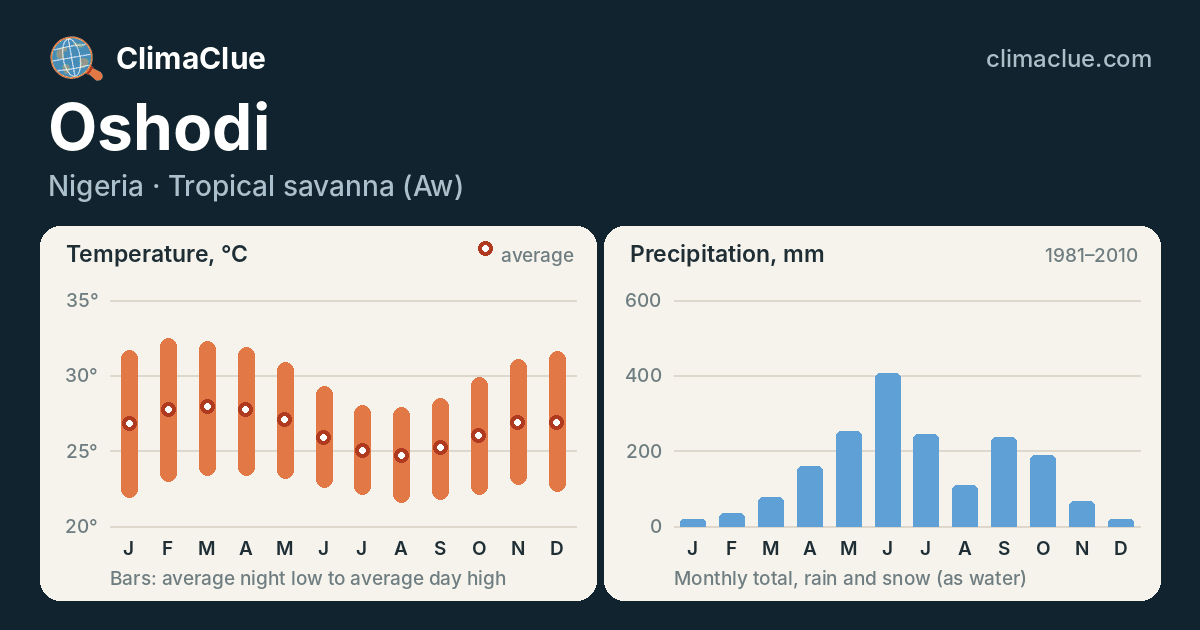 ClimaClue
climaclue.com
Oshodi
Nigeria · Tropical savanna (Aw)
Temperature, °C
average
35°
30°
25°
20°
J F M A M J J A S O N D
Bars: average night low to average day high
Precipitation, mm
1981–2010
600
400
200
0
J F M A M J J A S O N D
Monthly total, rain and snow (as water)